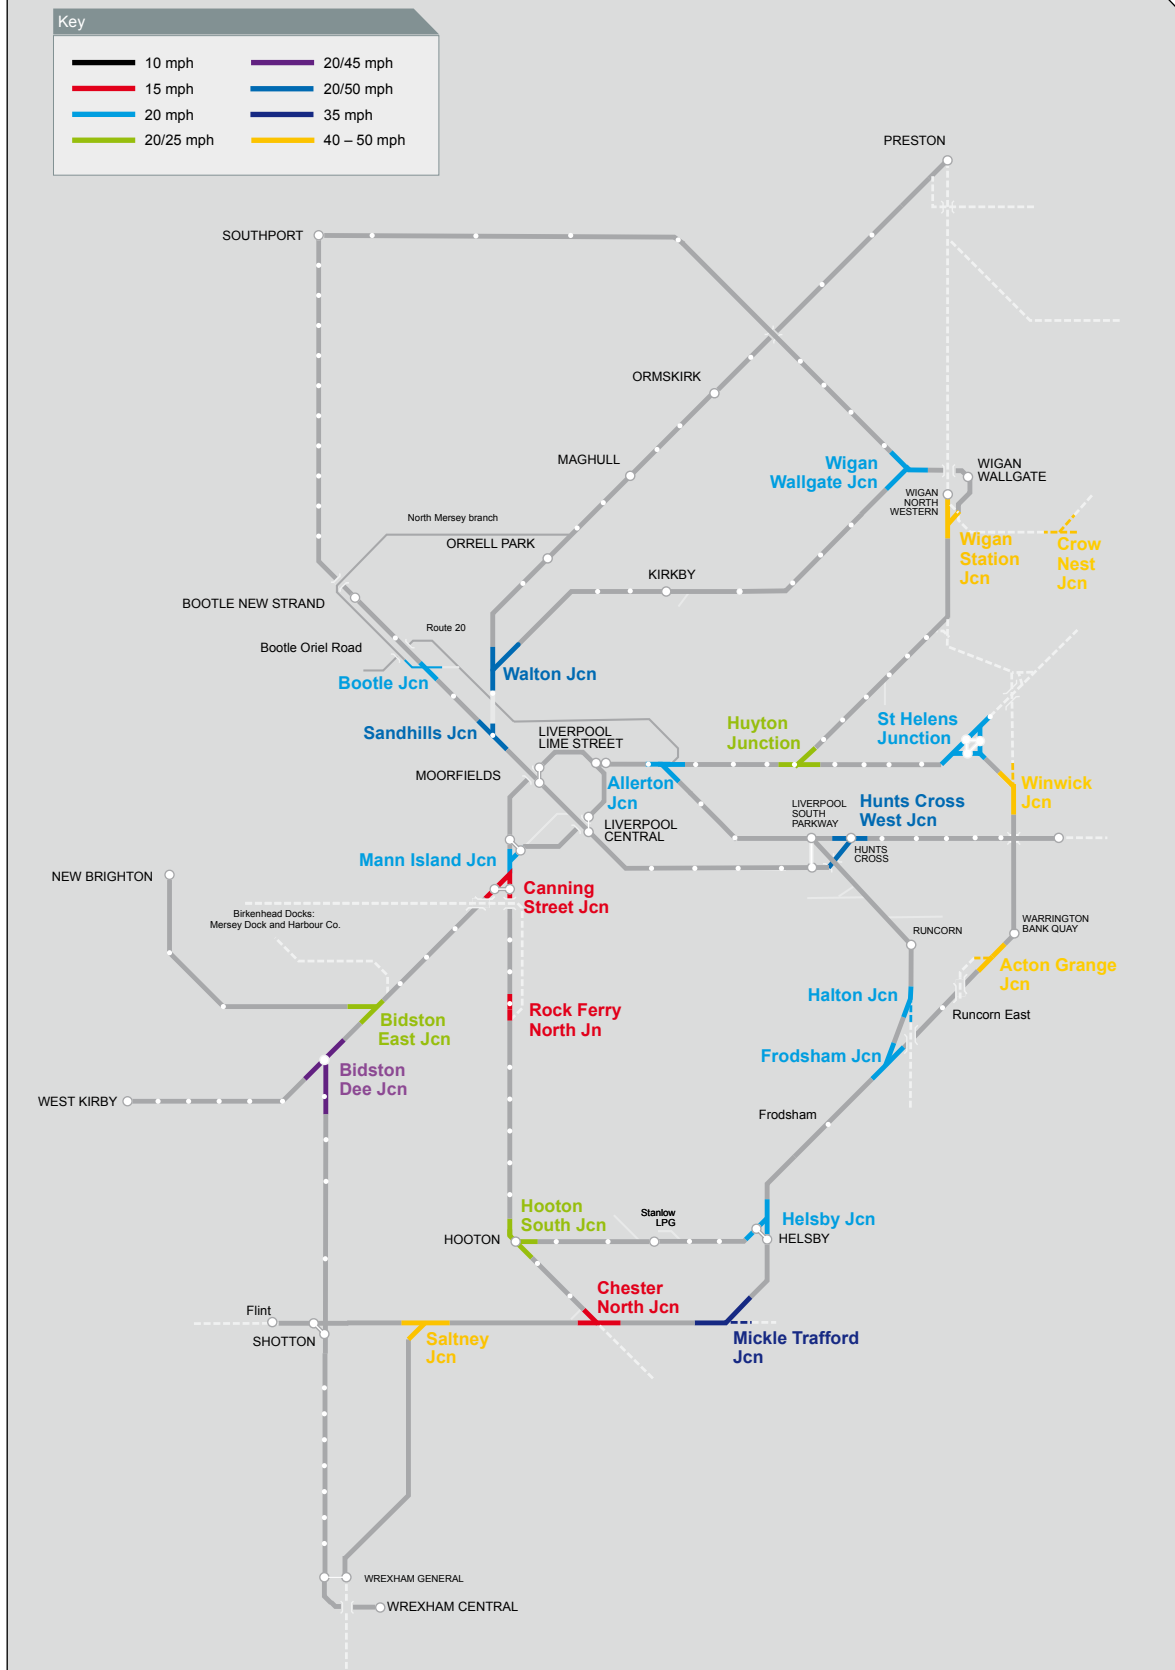 Key
10 mph
15 mph
20 mph
20/25 mph
20/45 mph
20/50 mph
35 mph
40 – 50 mph
PRESTON
SOUTHPORT
ORMSKIRK
MAGHULL
Wigan
Wallgate Jcn
WIGAN
WALLGATE
WIGAN
NORTH
WESTERN
North Mersey branch
ORRELL PARK
Wigan
Station
Jcn
Crow
Nest
Jcn
KIRKBY
BOOTLE NEW STRAND
Route 20
Bootle Oriel Road
Walton Jcn
Bootle Jcn
Sandhills Jcn
LIVERPOOL
LIME STREET
Huyton
Junction
St Helens
Junction
MOORFIELDS
Allerton
Jcn
Winwick
Jcn
LIVERPOOL
SOUTH
PARKWAY
Hunts Cross
West Jcn
LIVERPOOL
CENTRAL
HUNTS
CROSS
Mann Island Jcn
NEW BRIGHTON
Canning
Street Jcn
Birkenhead Docks:
Mersey Dock and Harbour Co.
RUNCORN
WARRINGTON
BANK QUAY
Acton Grange
Jcn
Halton Jcn
Rock Ferry
North Jn
Runcorn East
Bidston
East Jcn
Frodsham Jcn
Bidston
Dee Jcn
WEST KIRBY
Frodsham
Hooton
South Jcn
Stanlow
LPG
Helsby Jcn
HOOTON
HELSBY
Chester
North Jcn
Flint
SHOTTON
Saltney
Jcn
Mickle Trafford
Jcn
WREXHAM GENERAL
WREXHAM CENTRAL